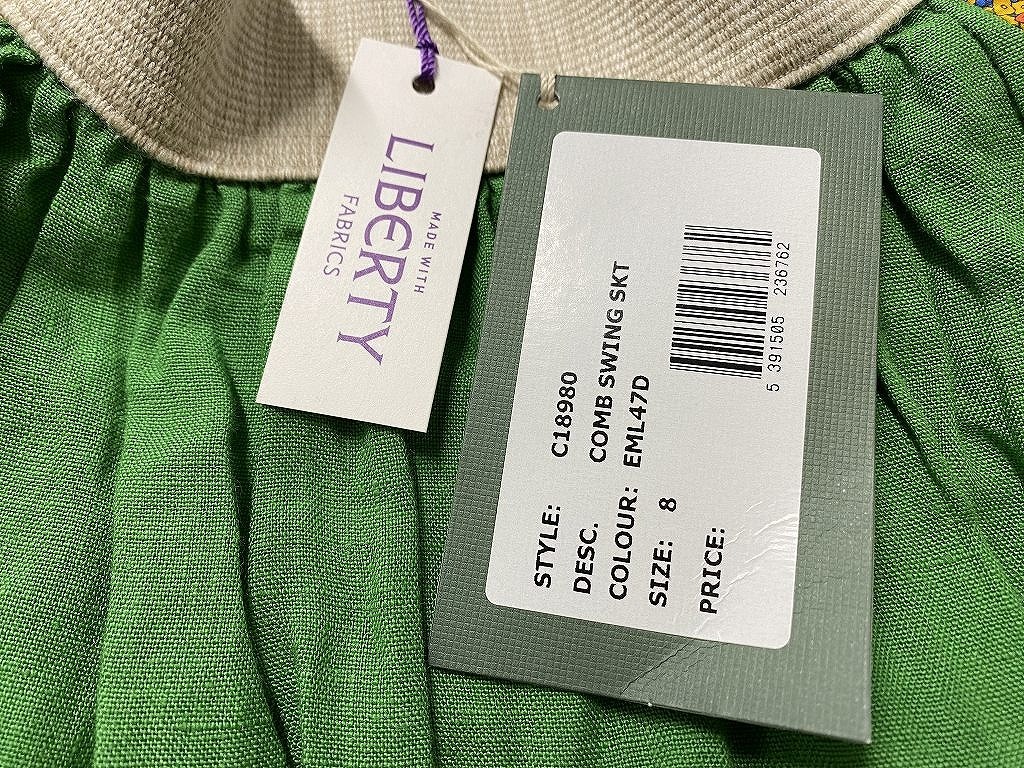 MADE WITH
LIBERTY
FABRICS
STYLE: C18980
DESC. COMB SWING SKT
COLOUR: EML47D
SIZE: 8
PRICE:
5 391505 236762